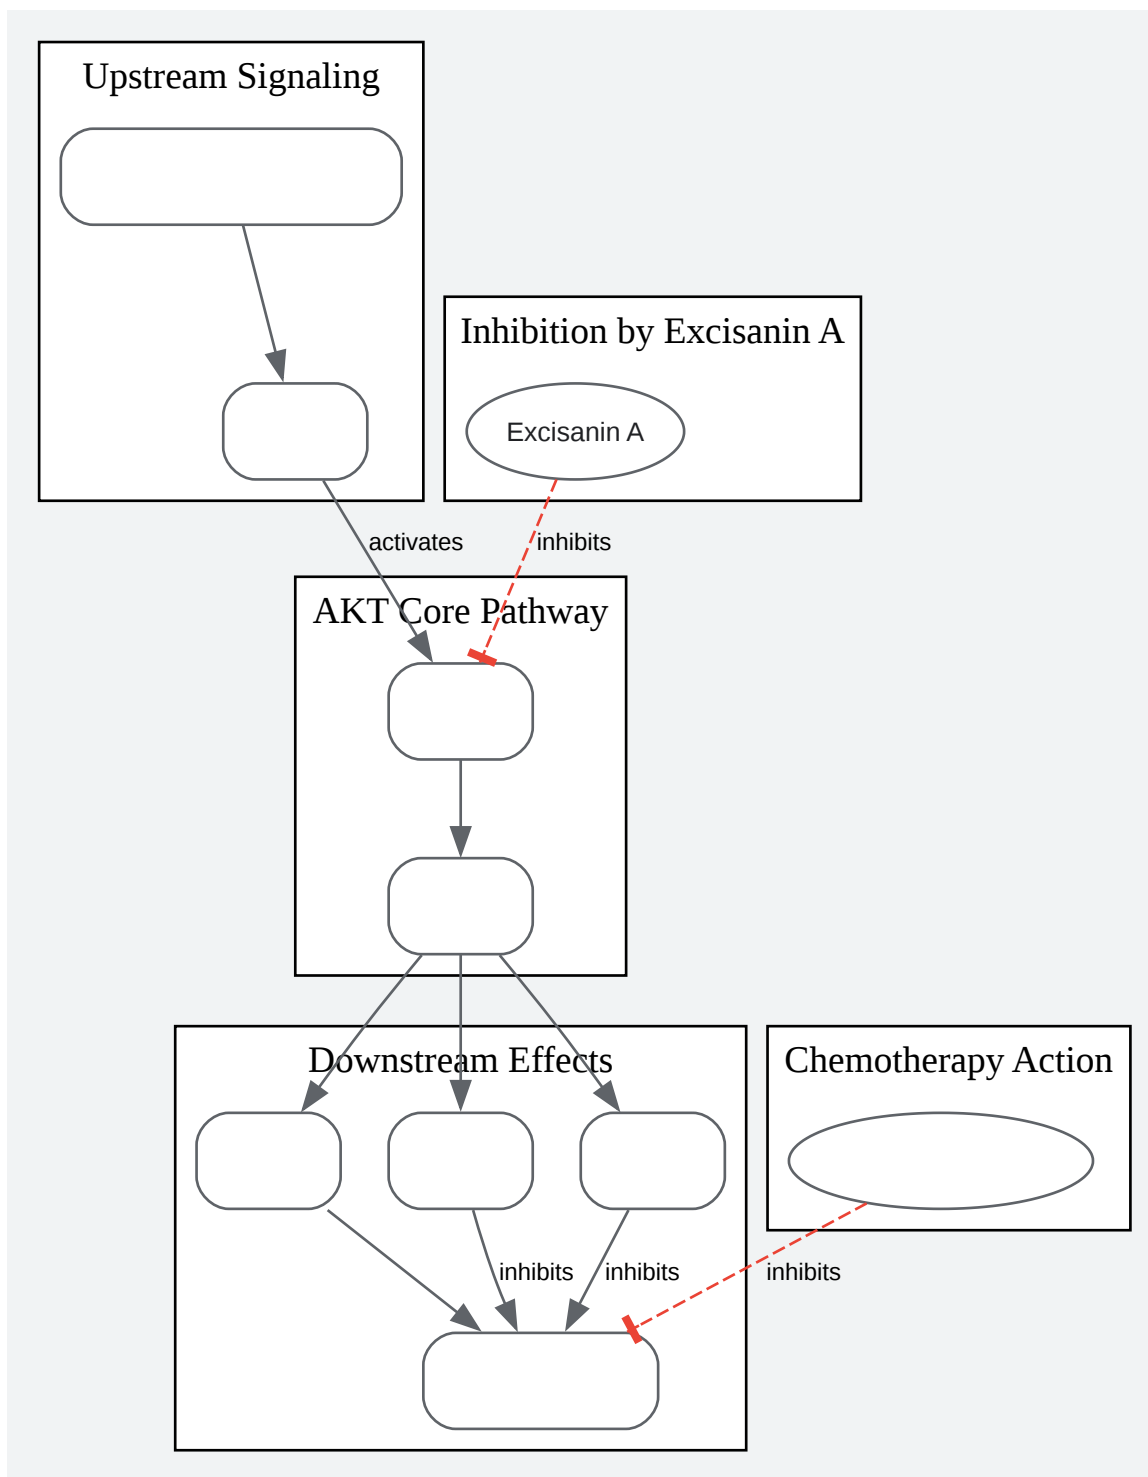 Upstream Signaling
Inhibition by Excisanin A
Excisanin A
activates
inhibits
AKT Core Pathway
Downstream Effects
Chemotherapy Action
inhibits
inhibits
inhibits